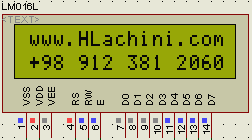 LM016L
<TEXT>
www.HLachini.com
+98 912 381 2060
VSS VDD VEE RS RW E D0 D1 D2 D3 D4 D5 D6 D7
1 2 3 4 5 6 7 8 9 10 11 12 13 14